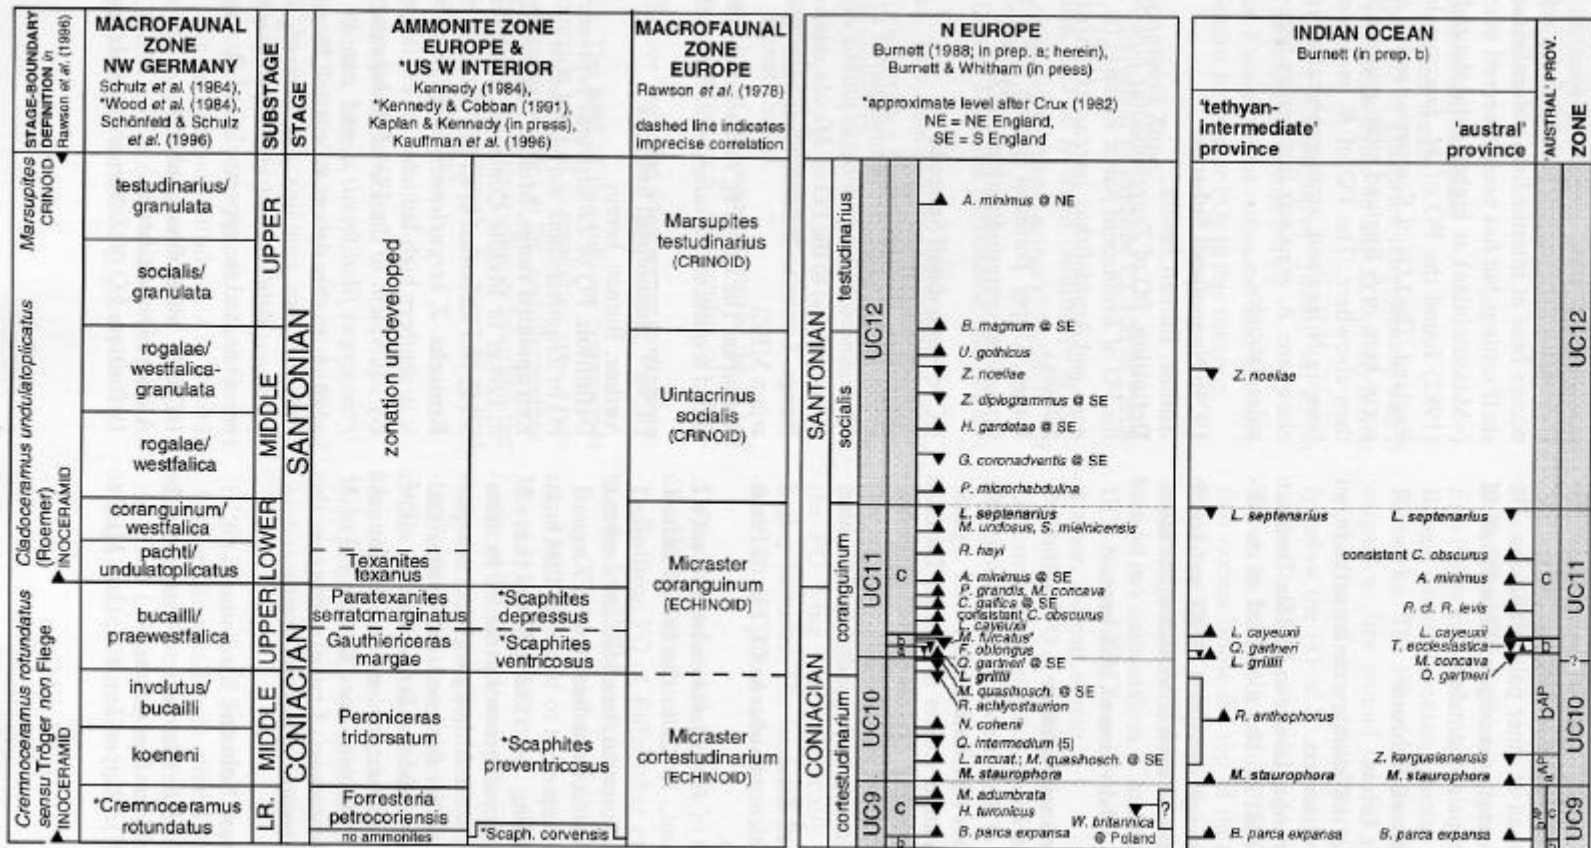 STAGE-BOUNDARY
DEFINITION in
Rawson et al. (1996)
MACROFAUNAL
ZONE
NW GERMANY
Schulz et al. (1984),
*Wood et al. (1984),
Schönfeld & Schulz
et al. (1996)
SUBSTAGE
STAGE
AMMONITE ZONE
EUROPE &
*US W INTERIOR
Kennedy (1984),
*Kennedy & Cobban (1991),
Kaplan & Kennedy (in press),
Kauffman et al. (1996)
MACROFAUNAL
ZONE
EUROPE
Rawson et al. (1978)
dashed line indicates
imprecise correlation
Marsupites
CRINOID
Cladoceramus undulatoplicatus
(Roemer)
INOCERAMID
Cremnoceramus rotundatus
sensu Tröger non Fiege
INOCERAMID
testudinarius/
granulata
socialis/
granulata
rogalae/
westfalica-
granulata
rogalae/
westfalica
coranguinum/
westfalica
pachti/
undulatoplicatus
bucailli/
praewestfalica
involutus/
bucailli
koeneni
*Cremnoceramus
rotundatus
UPPER
MIDDLE
LOWER
UPPER
MIDDLE
LR.
SANTONIAN
CONIACIAN
zonation undeveloped
Texanites
texanus
Paratexanites
serratomarginatus
Gauthiericeras
margae
Peroniceras
tridorsatum
Forresteria
petrocoriensis
no ammonites
*Scaphites
depressus
*Scaphites
ventricosus
*Scaphites
preventricosus
*Scaph. corvensis
Marsupites
testudinarius
(CRINOID)
Uintacrinus
socialis
(CRINOID)
Micraster
coranguinum
(ECHINOID)
Micraster
cortestudinarium
(ECHINOID)
N EUROPE
Burnett (1988; in prep. a; herein),
Burnett & Whitham (in press)
*approximate level after Crux (1982)
NE = NE England,
SE = S England
SANTONIAN
CONIACIAN
testudinarius
socialis
coranguinum
cortestudinarium
UC12
UC11
UC10
UC9
c
b
a
c
b
A. minimus @ NE
B. magnum @ SE
U. gothicus
Z. noeliae
Z. diplogrammus @ SE
H. gardetae @ SE
G. coronadventis @ SE
P. microrhabdulina
L. septenarius
M. undosus, S. mielnicensis
R. hayi
A. minimus @ SE
P. grandis, M. concava
C. gallica @ SE
consistent C. obscurus
L. cayeuxii
M. furcatus*
F. oblongus
Q. gartneri @ SE
L. grillii
M. quasihosch. @ SE
R. achlyostaurion
N. cohenii
Q. intermedium (5)
L. arcuat.; M. quasihosch. @ SE
M. staurophora
M. adumbrata
H. turonicus
W. britannica
@ Poland
?
B. parca expansa
INDIAN OCEAN
Burnett (in prep. b)
'tethyan-
intermediate'
province
'austral'
province
'AUSTRAL' PROV.
ZONE
Z. noeliae
L. septenarius
L. cayeuxii
Q. gartneri
L. grillii
R. anthophorus
M. staurophora
B. parca expansa
L. septenarius
consistent C. obscurus
A. minimus
R. cf. R. levis
L. cayeuxii
T. ecclesiastica
M. concava
Q. gartneri
Z. kerguelenensis
M. staurophora
B. parca expansa
c
b
bAP
aAP
bAP
c
UC12
UC11
?
UC10
UC9